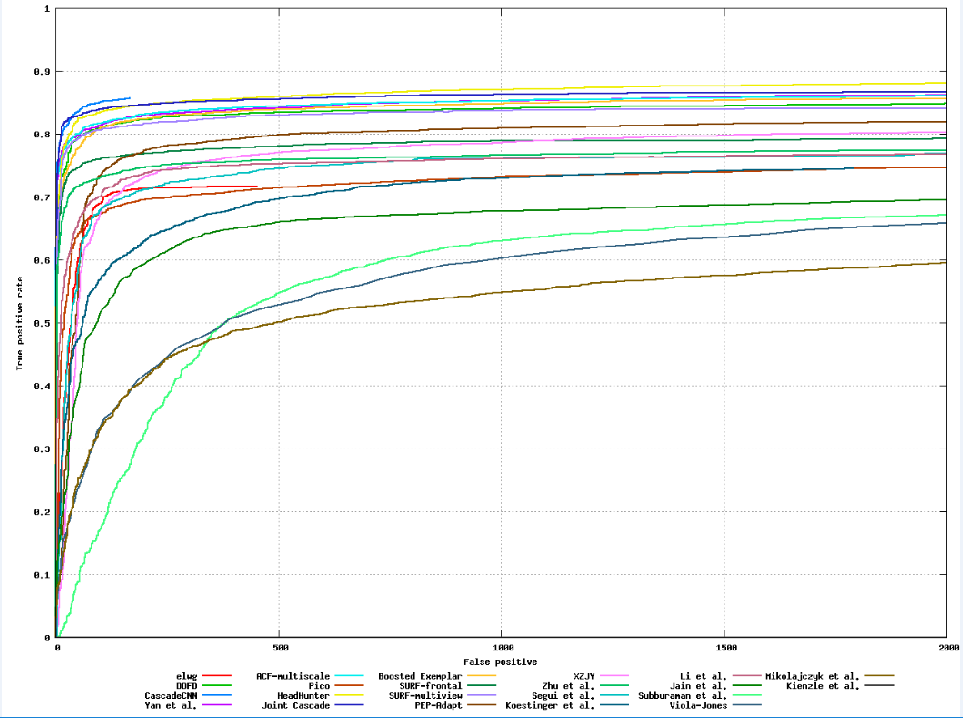 1
0.9
0.8
0.7
0.6
0.5
0.4
0.3
0.2
0.1
0
True positive rate
0 500 1000 1500 2000
False positive
elwg ACF-multiscale Boosted Exemplar XZJY Li et al. Mikolajczyk et al.
DDFD Pico SURF-frontal Zhu et al. Jain et al. Kienzle et al.
CascadeCNN HeadHunter SURF-multiview Segui et al. Subburaman et al.
Yan et al. Joint Cascade PEP-Adapt Koestinger et al. Viola-Jones